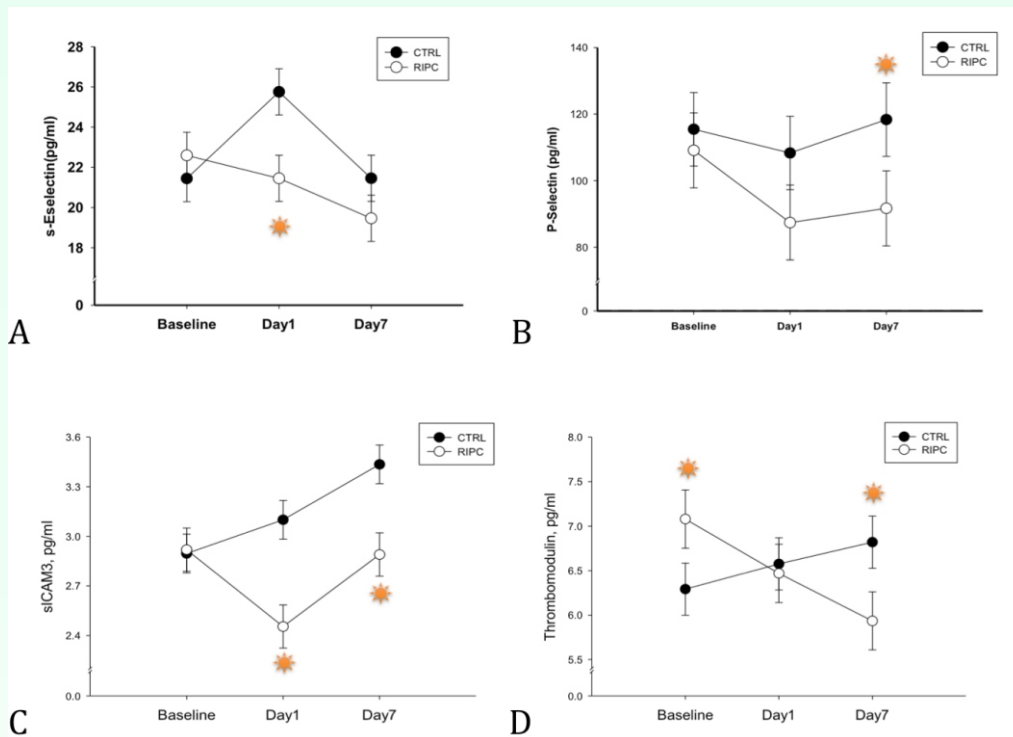 28
26
24
22
20
18
0
s-Eselectin(pg/ml)
CTRL
RIPC
Baseline
Day1
Day7
A
140
120
100
80
0
P-Selectin (pg/ml)
CTRL
RIPC
Baseline
Day1
Day7
B
3.6
3.3
3.0
2.7
2.4
0.0
sICAM3, pg/ml
CTRL
RIPC
Baseline
Day1
Day7
C
8.0
7.5
7.0
6.5
6.0
5.5
0.0
Thrombomodulin, pg/ml
CTRL
RIPC
Baseline
Day1
Day7
D